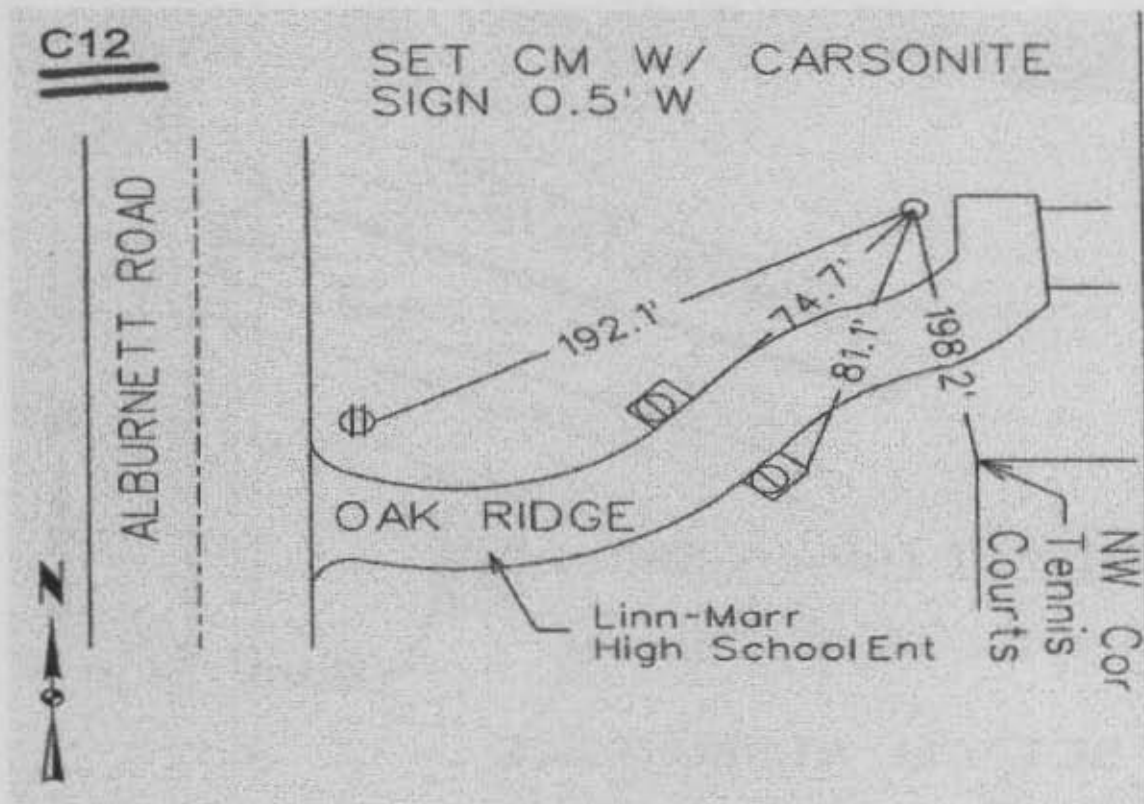 C12
SET CM W/ CARSONITE
SIGN 0.5' W
ALBURNETT ROAD
192.1'
74.7'
81.1'
198.2'
OAK RIDGE
Linn-Marr
High School Ent
NW Cor
Tennis
Courts
N